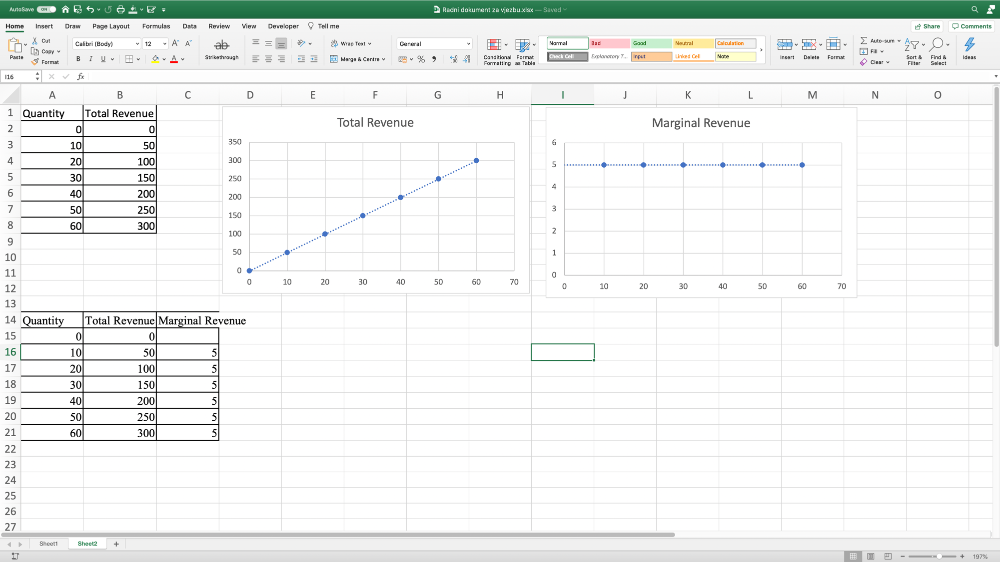 AutoSave ON Radni dokument za vjezbu.xlsx — Saved
Home Insert Draw Page Layout Formulas Data Review View Developer Tell me Share Comments
Paste Cut Copy Format
Calibri (Body) 12 A^ A˅
B I U A
ab Strikethrough
ab Wrap Text
Merge & Centre
General
% 9
Conditional Formatting
Format as Table
Normal Bad Good Neutral Calculation
Check Cell Explanatory T... Input Linked Cell Note
Insert Delete Format
Auto-sum
Fill
Clear
Sort & Filter
Find & Select
Ideas
I16 fx
A B C D E F G H I J K L M N O
1 Quantity Total Revenue
2 0 0
3 10 50
4 20 100
5 30 150
6 40 200
7 50 250
8 60 300
9
10
11
12
13
Total Revenue
350
300
250
200
150
100
50
0
0 10 20 30 40 50 60 70
Marginal Revenue
6
5
4
3
2
1
0
0 10 20 30 40 50 60 70
14 Quantity Total Revenue Marginal Revenue
15 0 0
16 10 50 5
17 20 100 5
18 30 150 5
19 40 200 5
20 50 250 5
21 60 300 5
22
23
24
25
26
27
Sheet1 Sheet2 +
− + 197%